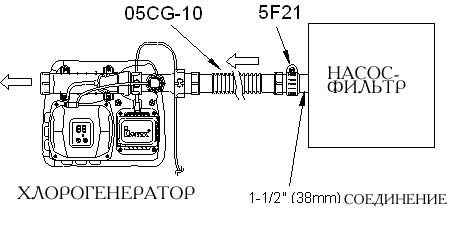 05CG-10
5F21
НАСОС-
ФИЛЬТР
ХЛОРОГЕНЕРАТОР
1-1/2" (38mm) СОЕДИНЕНИЕ